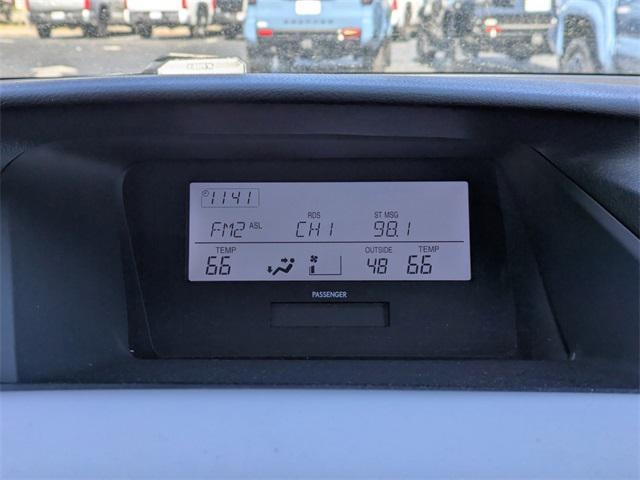 1141
FM2 ASL RDS CH1 ST MSG 98.1
TEMP 66 OUTSIDE 48 TEMP 66
PASSENGER